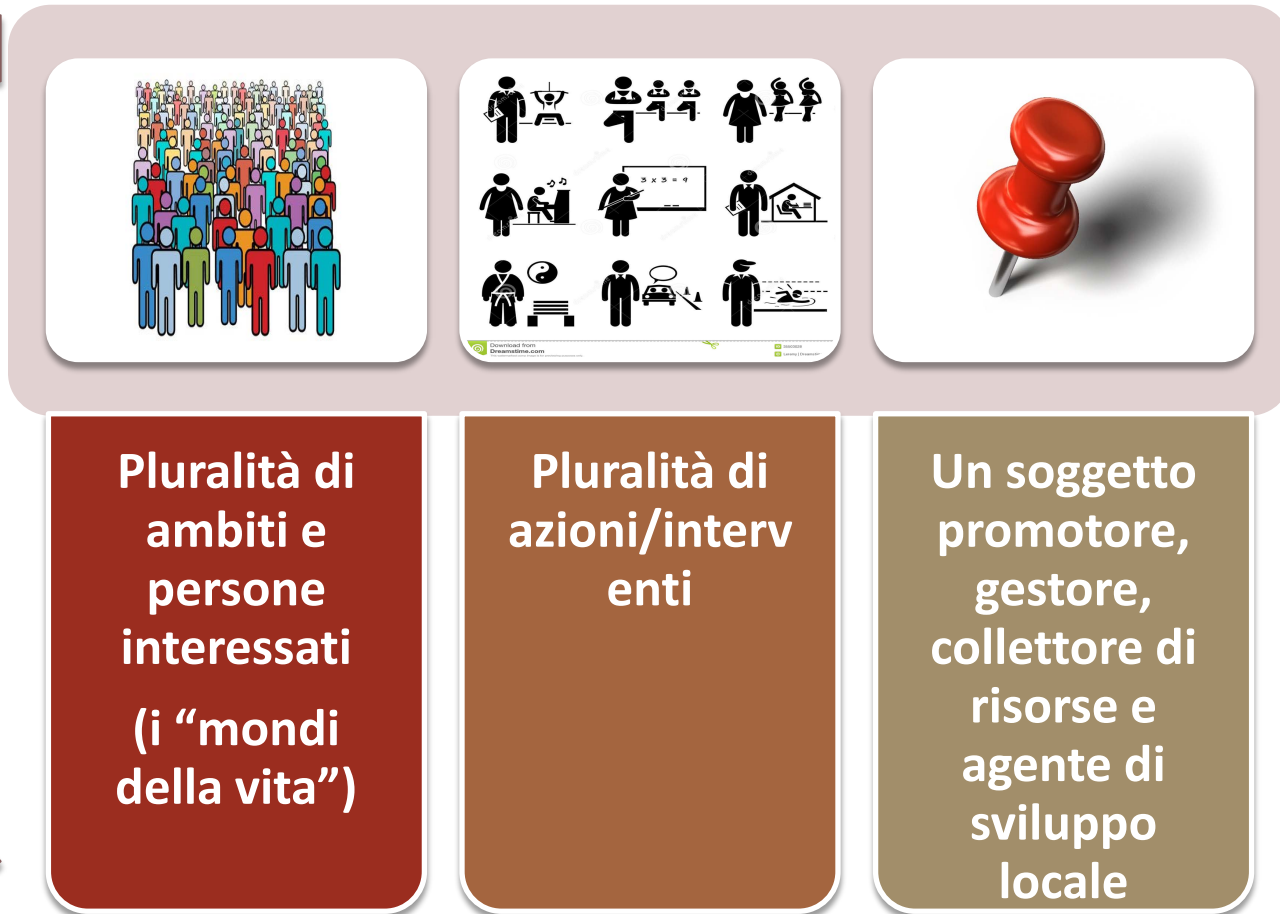 3 x 3 = 9
Download from
Dreamstime.com
Pluralità di
ambiti e
persone
interessati
(i “mondi
della vita”)
Pluralità di
azioni/interv
enti
Un soggetto
promotore,
gestore,
collettore di
risorse e
agente di
sviluppo
locale